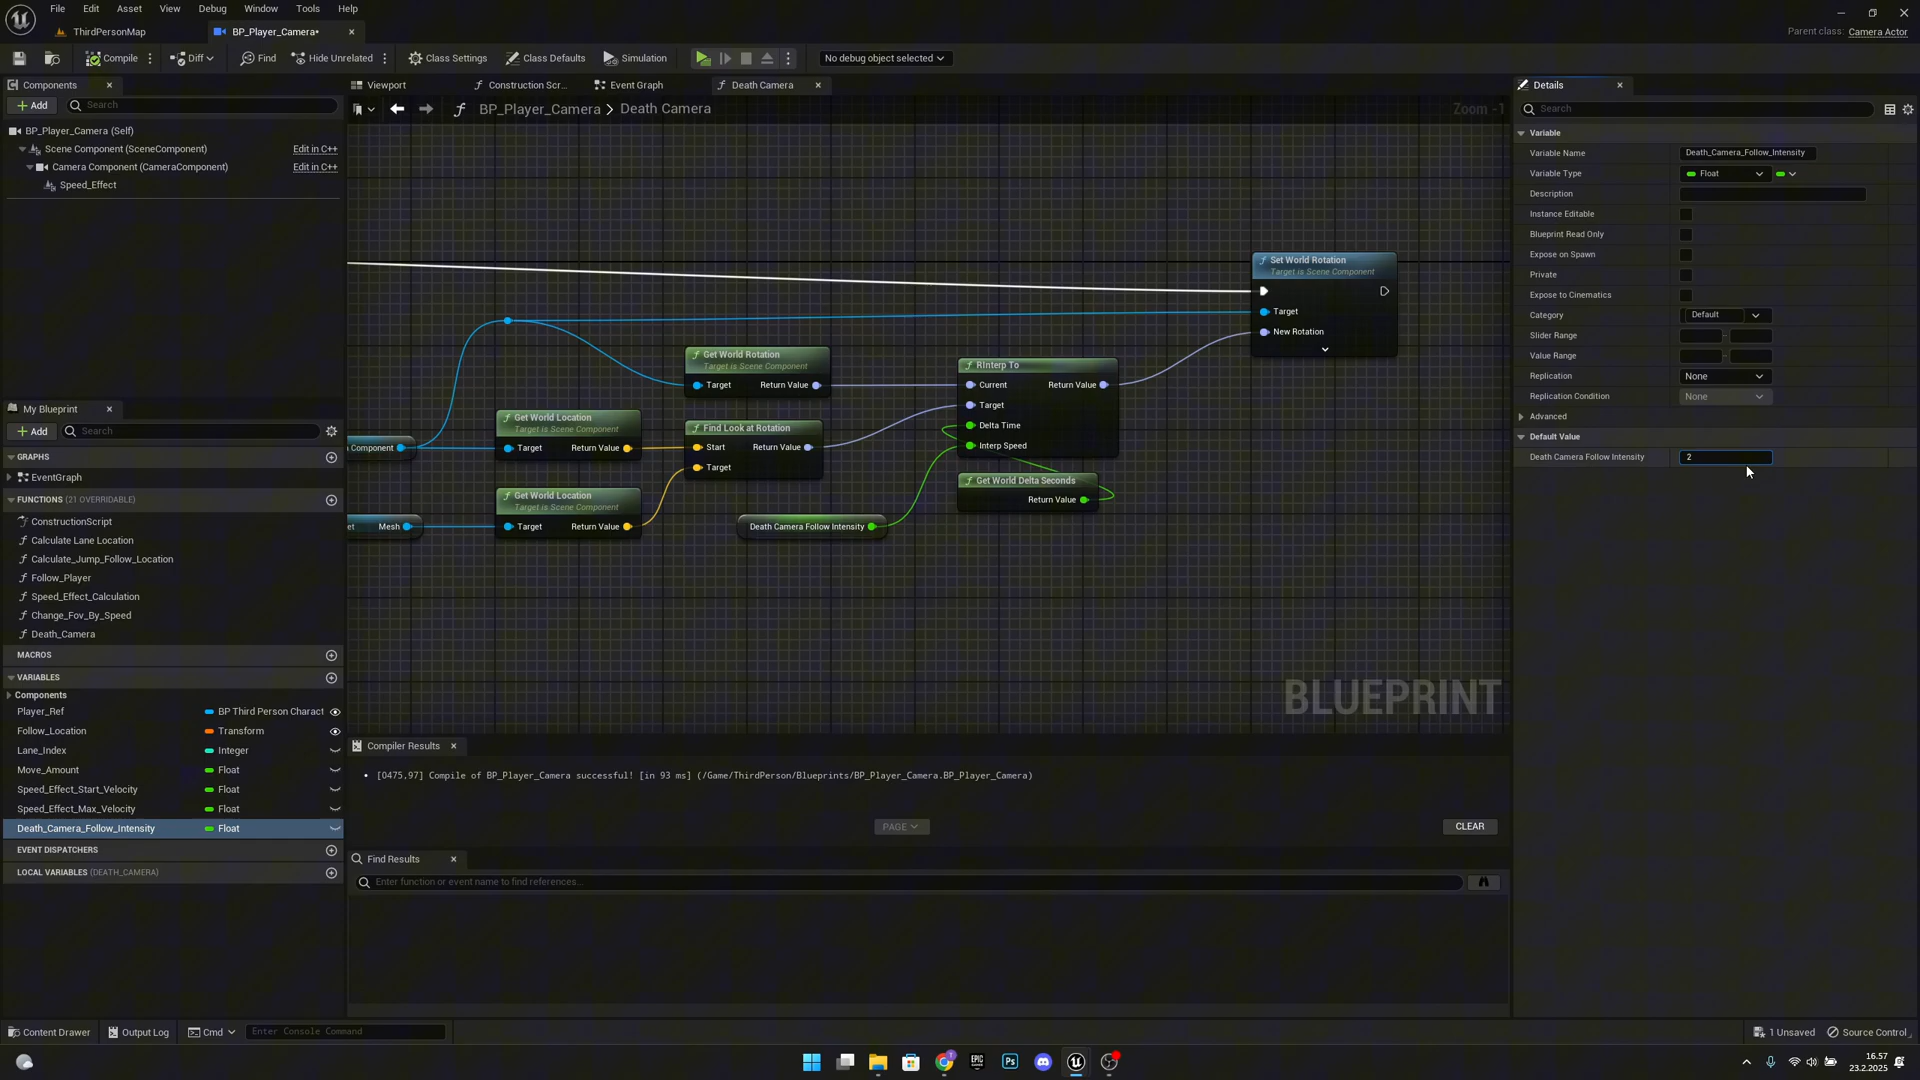 File Edit Asset View Debug Window Tools Help
ThirdPersonMap
BP_Player_Camera•
Parent class: Camera Actor
Compile
Diff
Find
Hide Unrelated
Class Settings
Class Defaults
Simulation
No debug object selected
Components
Add
Search
BP_Player_Camera (Self)
Scene Component (SceneComponent) Edit in C++
Camera Component (CameraComponent) Edit in C++
Speed_Effect
My Blueprint
Add
Search
GRAPHS
EventGraph
FUNCTIONS (21 OVERRIDABLE)
ConstructionScript
Calculate Lane Location
Calculate_Jump_Follow_Location
Follow_Player
Speed_Effect_Calculation
Change_Fov_By_Speed
Death_Camera
MACROS
VARIABLES
Components
Player_Ref BP Third Person Charact
Follow_Location Transform
Lane_Index Integer
Move_Amount Float
Speed_Effect_Start_Velocity Float
Speed_Effect_Max_Velocity Float
Death_Camera_Follow_Intensity Float
EVENT DISPATCHERS
LOCAL VARIABLES (DEATH_CAMERA)
Viewport
Construction Scr...
Event Graph
Death Camera
BP_Player_Camera > Death Camera
Zoom -1
Set World Rotation
Target is Scene Component
Target
New Rotation
Get World Rotation
Target is Scene Component
Target Return Value
RInterp To
Current Return Value
Target
Delta Time
Interp Speed
Get World Location
Target is Scene Component
Target Return Value
Find Look at Rotation
Start Return Value
Target
Component
Get World Delta Seconds
Return Value
Get World Location
Target is Scene Component
Target Return Value
et Mesh
Death Camera Follow Intensity
BLUEPRINT
Compiler Results
[0475,97] Compile of BP_Player_Camera successful! [in 93 ms] (/Game/ThirdPerson/Blueprints/BP_Player_Camera.BP_Player_Camera)
PAGE
CLEAR
Find Results
Enter function or event name to find references...
Details
Search
Variable
Variable Name Death_Camera_Follow_Intensity
Variable Type Float
Description
Instance Editable
Blueprint Read Only
Expose on Spawn
Private
Expose to Cinematics
Category Default
Slider Range
Value Range
Replication None
Replication Condition None
Advanced
Default Value
Death Camera Follow Intensity 2
Content Drawer
Output Log
Cmd
Enter Console Command
1 Unsaved
Source Control
16.57
23.2.2025